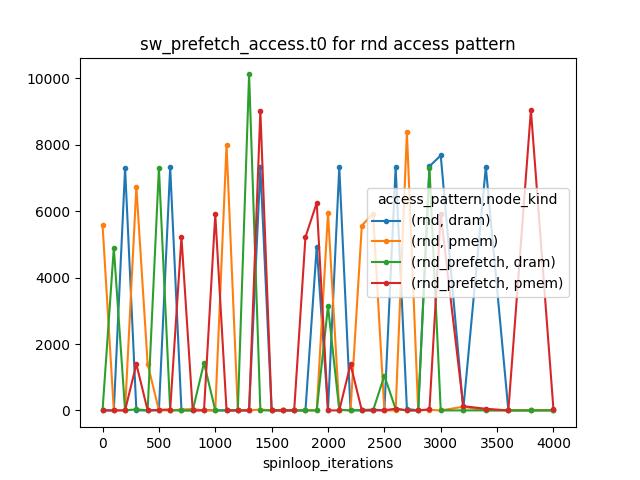 sw_prefetch_access.t0 for rnd access pattern
10000
8000
6000
4000
2000
0
access_pattern,node_kind
(rnd, dram)
(rnd, pmem)
(rnd_prefetch, dram)
(rnd_prefetch, pmem)
0 500 1000 1500 2000 2500 3000 3500 4000
spinloop_iterations